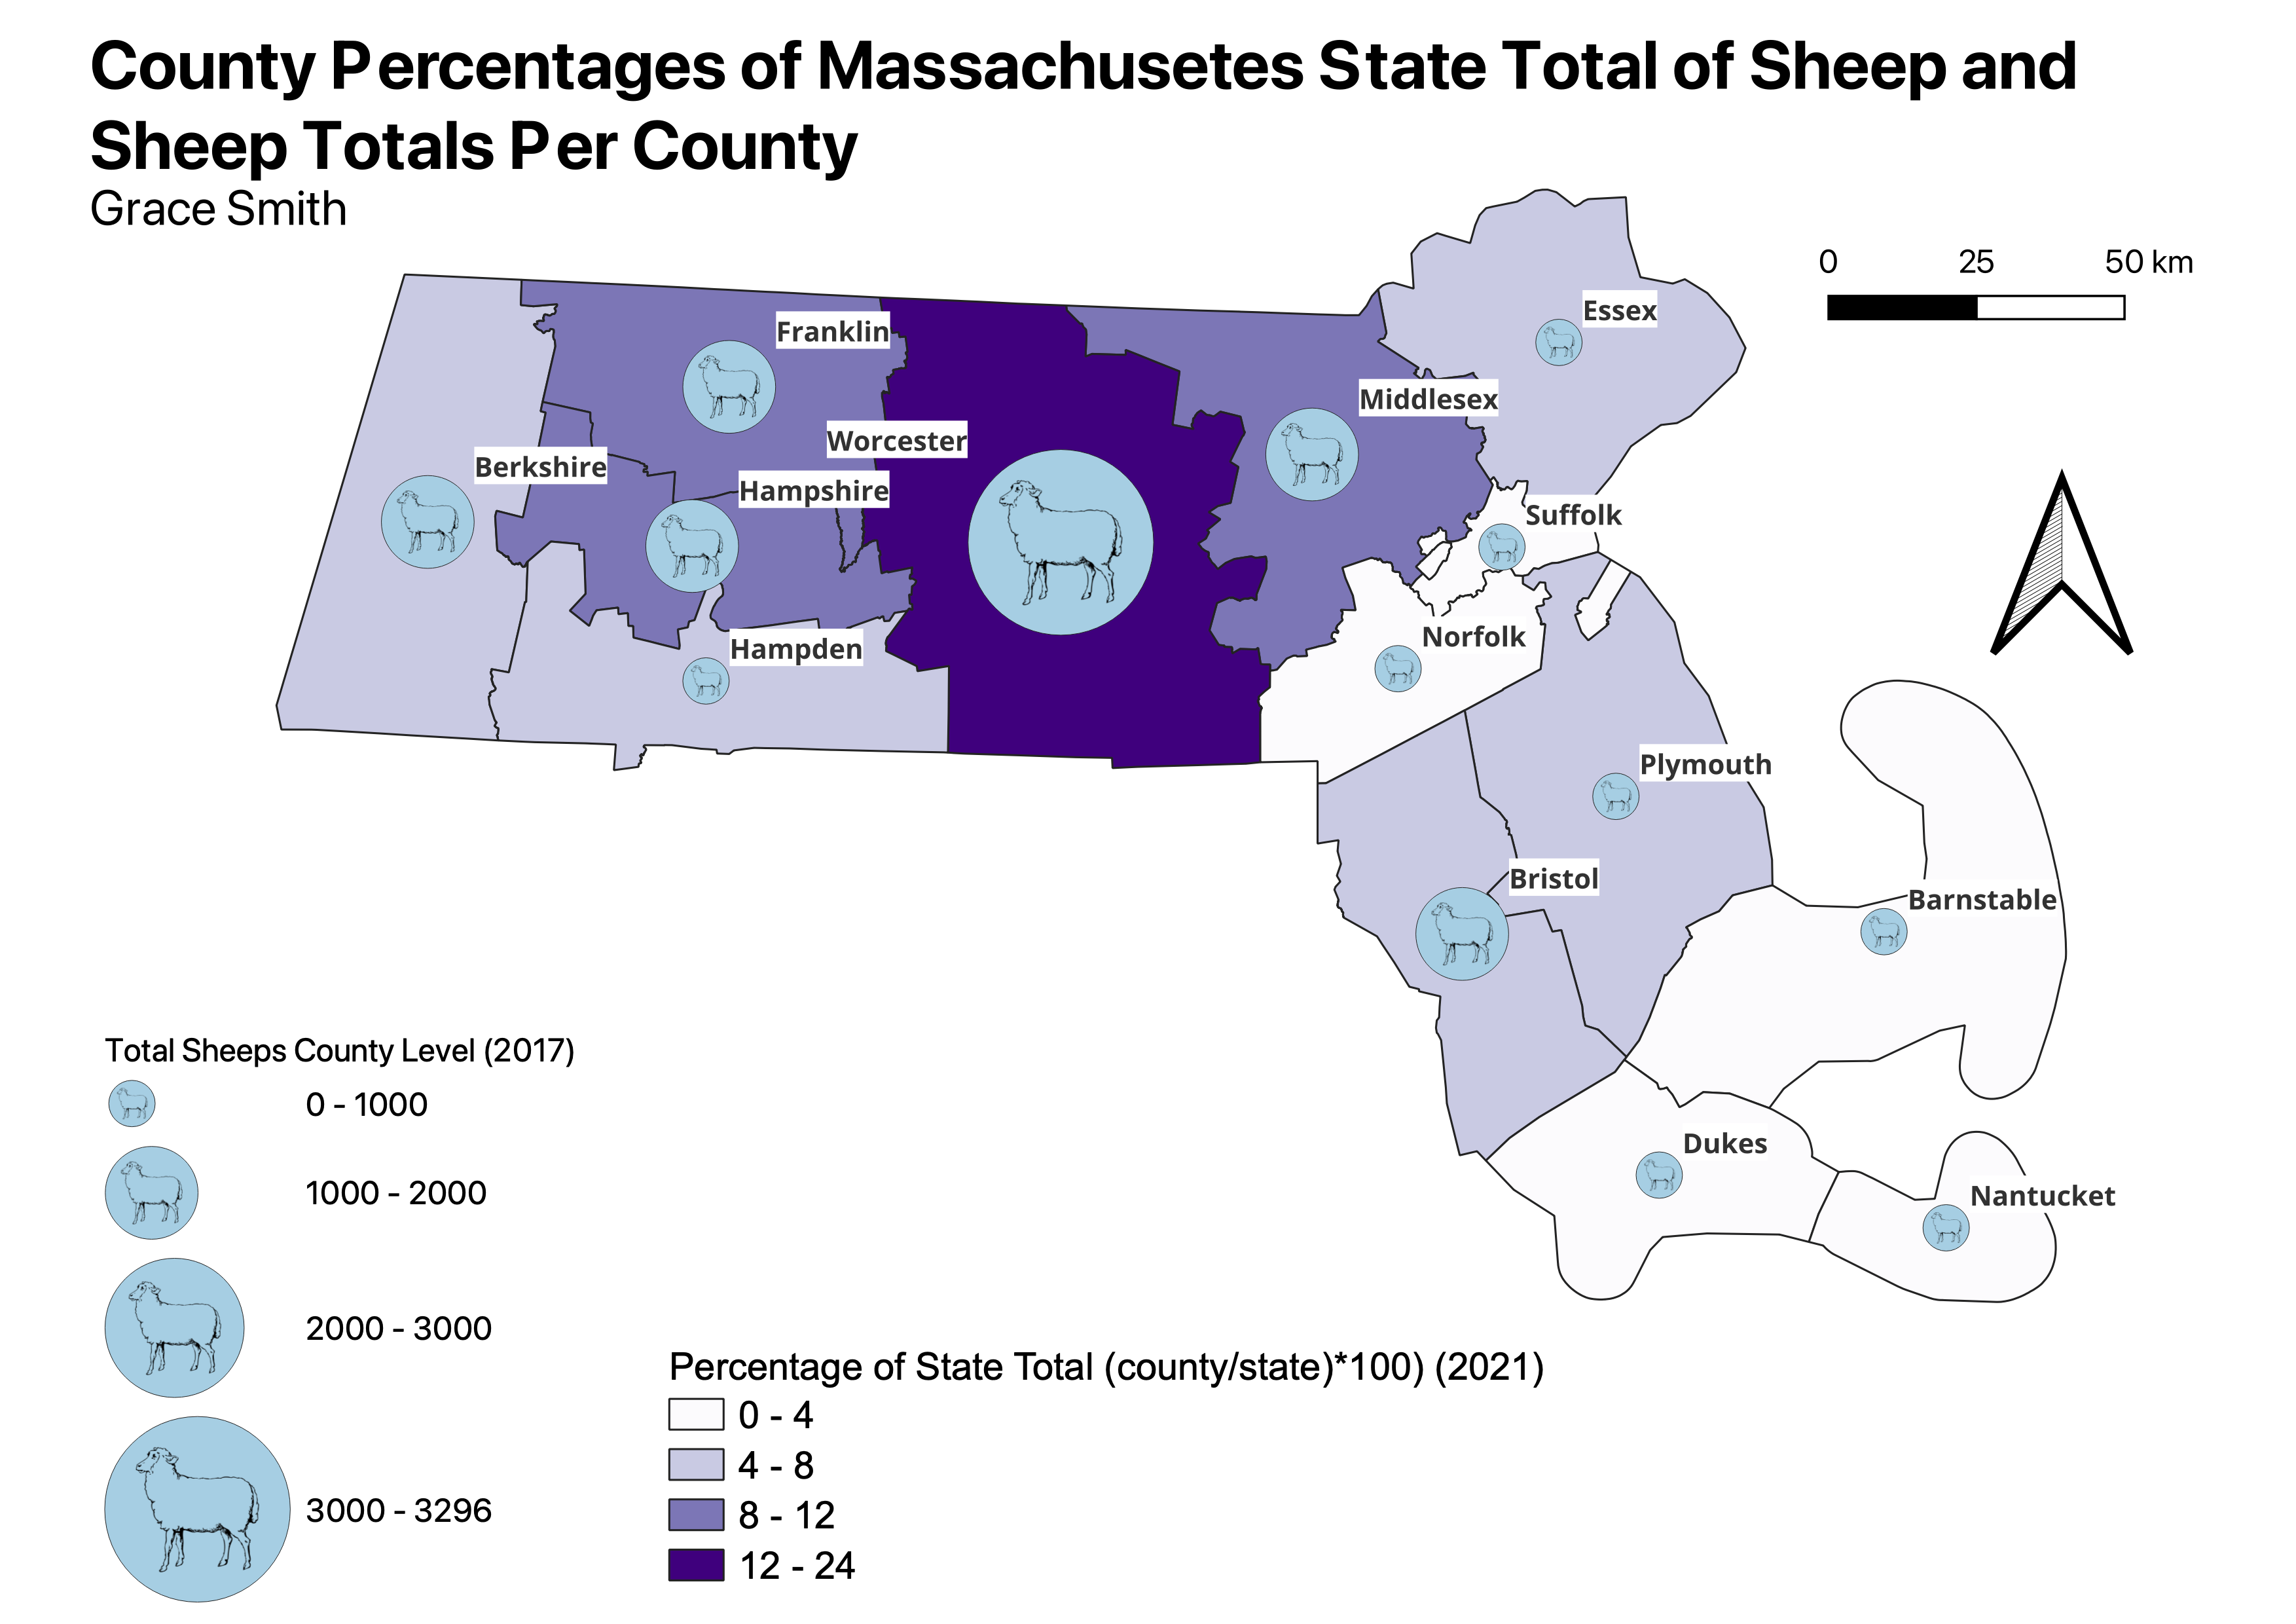 County Percentages of Massachusetes State Total of Sheep and
Sheep Totals Per County
Grace Smith
0 25 50 km
Essex
Franklin
Middlesex
Worcester
Berkshire
Hampshire
Suffolk
Norfolk
Hampden
Plymouth
Bristol
Barnstable
Dukes
Nantucket
Total Sheeps County Level (2017)
0 - 1000
1000 - 2000
2000 - 3000
3000 - 3296
Percentage of State Total (county/state)*100) (2021)
0 - 4
4 - 8
8 - 12
12 - 24